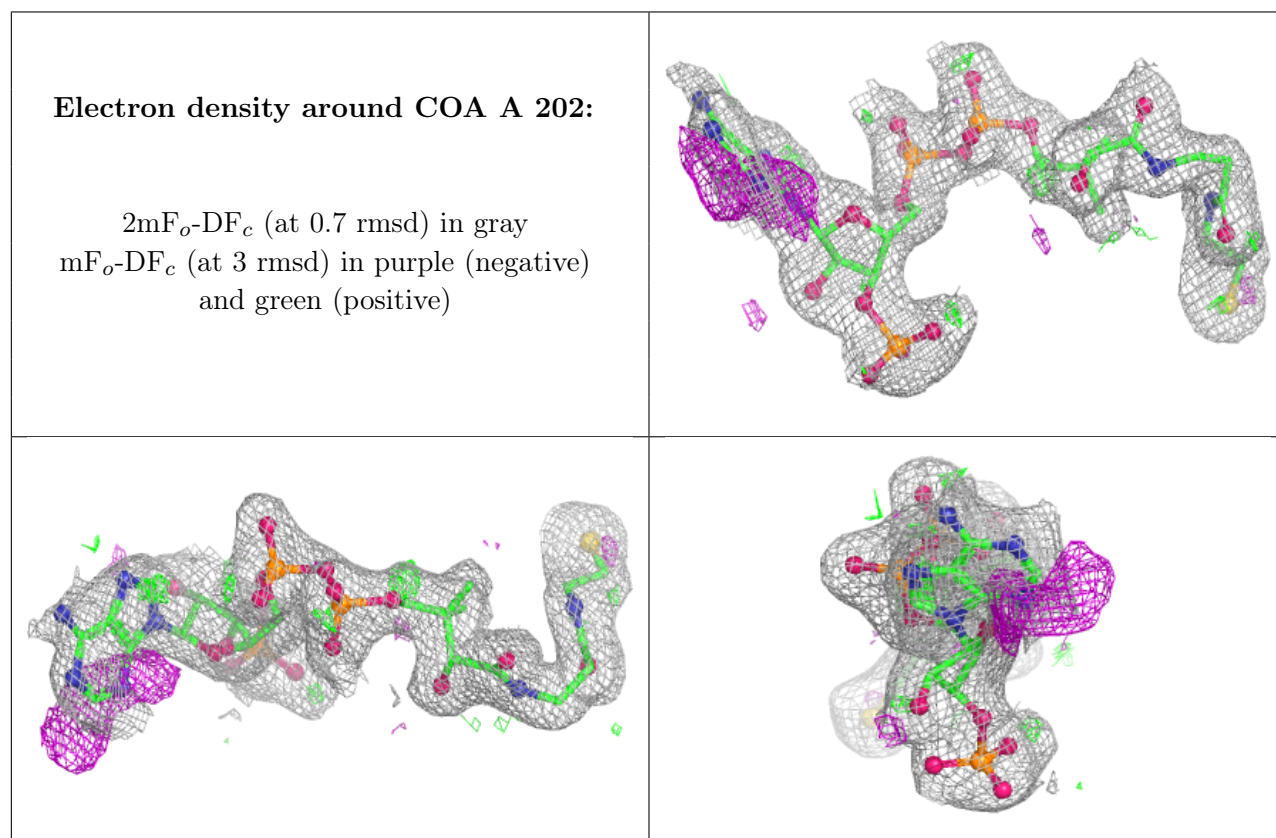 Electron density around COA A 202:
2mFo-DFc (at 0.7 rmsd) in gray
mFo-DFc (at 3 rmsd) in purple (negative)
and green (positive)